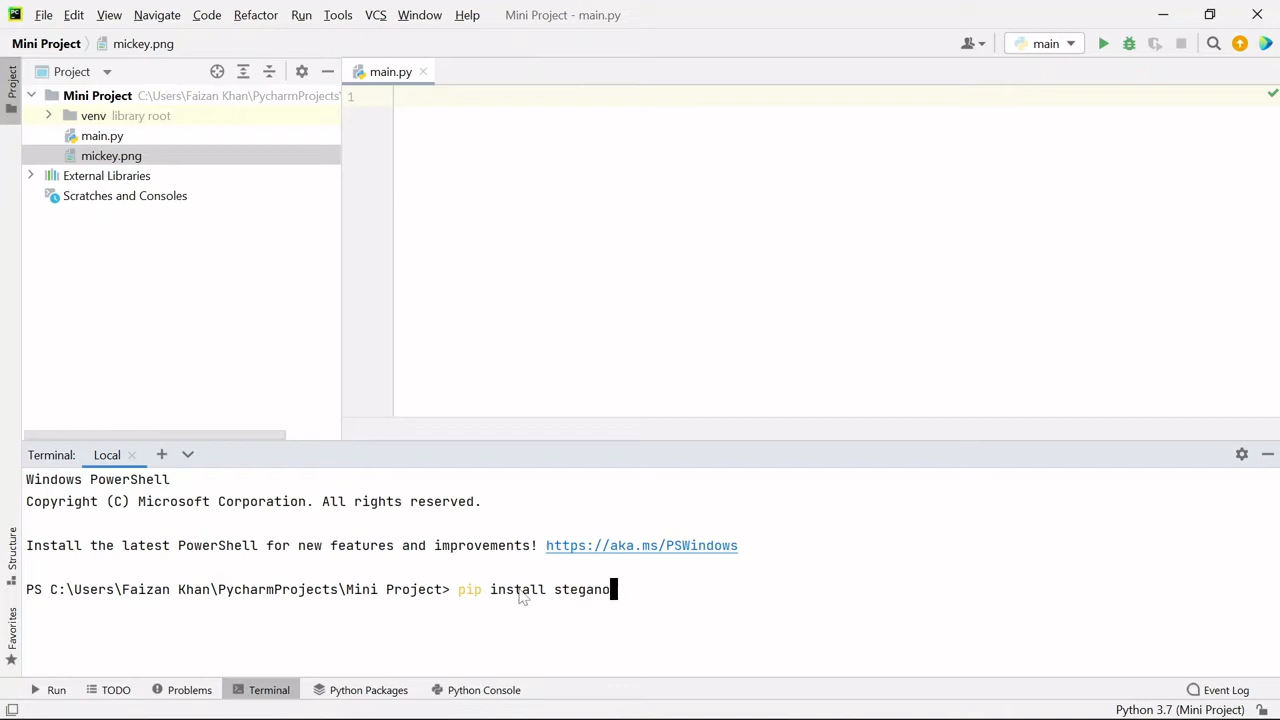 PC File Edit View Navigate Code Refactor Run Tools VCS Window Help Mini Project - main.py
Mini Project mickey.png main
Project
Project main.py
Mini Project C:\Users\Faizan Khan\PycharmProjects\ 1
venv library root
main.py
mickey.png
External Libraries
Scratches and Consoles
Terminal: Local
Windows PowerShell
Copyright (C) Microsoft Corporation. All rights reserved.
Install the latest PowerShell for new features and improvements! https://aka.ms/PSWindows
PS C:\Users\Faizan Khan\PycharmProjects\Mini Project> pip install stegano
Structure
Favorites
Run TODO Problems Terminal Python Packages Python Console Event Log
Python 3.7 (Mini Project)